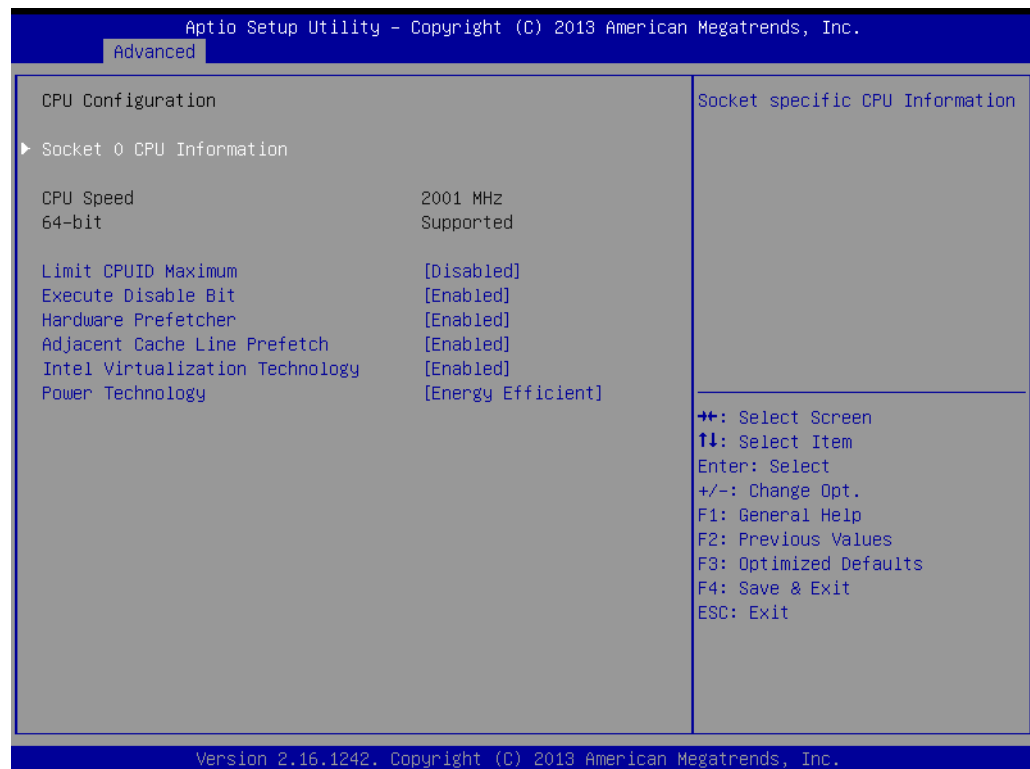 Aptio Setup Utility – Copyright (C) 2013 American Megatrends, Inc.
Advanced
CPU Configuration
Socket 0 CPU Information
CPU Speed 2001 MHz
64-bit Supported
Limit CPUID Maximum [Disabled]
Execute Disable Bit [Enabled]
Hardware Prefetcher [Enabled]
Adjacent Cache Line Prefetch [Enabled]
Intel Virtualization Technology [Enabled]
Power Technology [Energy Efficient]
Socket specific CPU Information
→←: Select Screen
↑↓: Select Item
Enter: Select
+/-: Change Opt.
F1: General Help
F2: Previous Values
F3: Optimized Defaults
F4: Save & Exit
ESC: Exit
Version 2.16.1242. Copyright (C) 2013 American Megatrends, Inc.